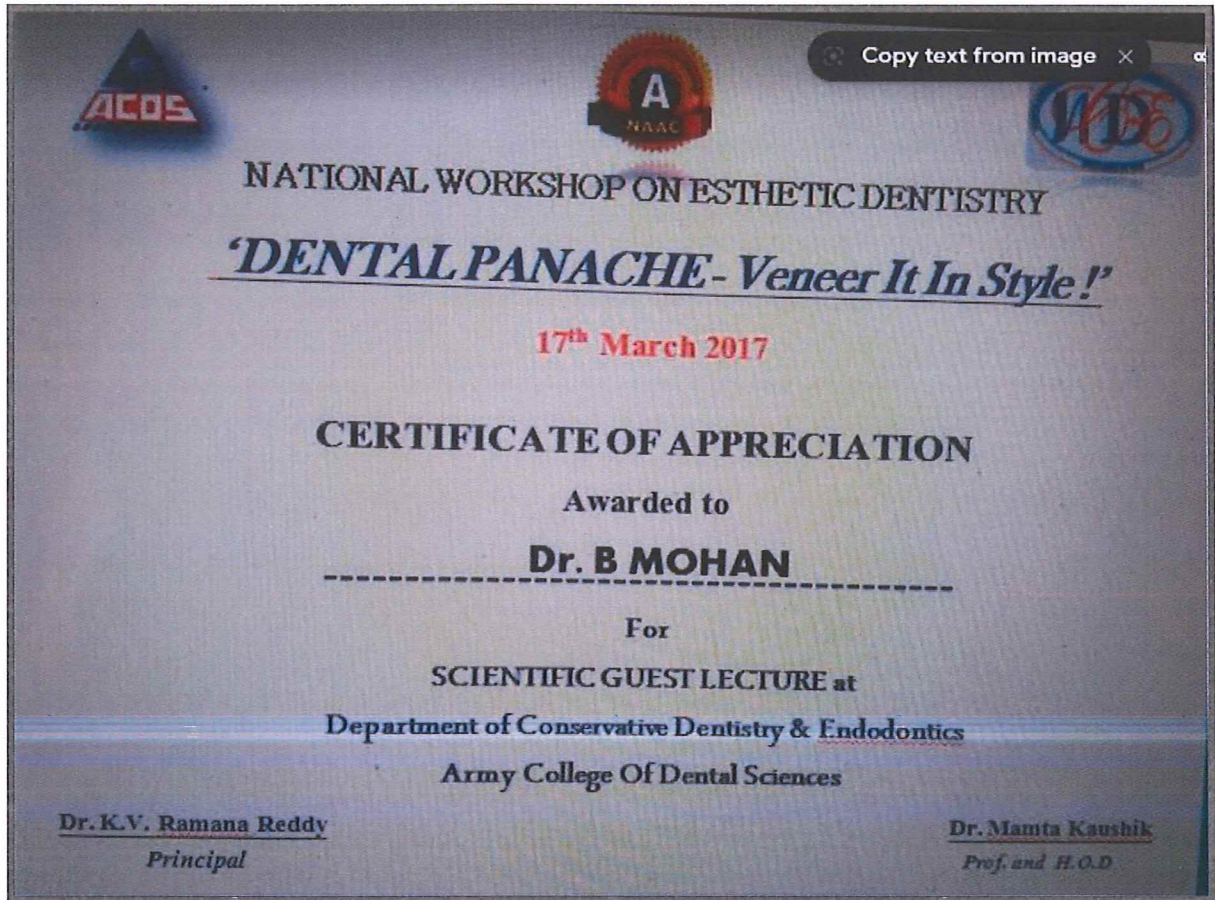 Copy text from image ×
ACDS
A
NAAC
NATIONAL WORKSHOP ON ESTHETIC DENTISTRY
‘DENTAL PANACHE- Veneer It In Style !’
17th March 2017
CERTIFICATE OF APPRECIATION
Awarded to
Dr. B MOHAN
For
SCIENTIFIC GUEST LECTURE at
Department of Conservative Dentistry & Endodontics
Army College Of Dental Sciences
Dr. K.V. Ramana Reddy
Dr. Mamta Kaushik
Principal
Prof. and H.O.D